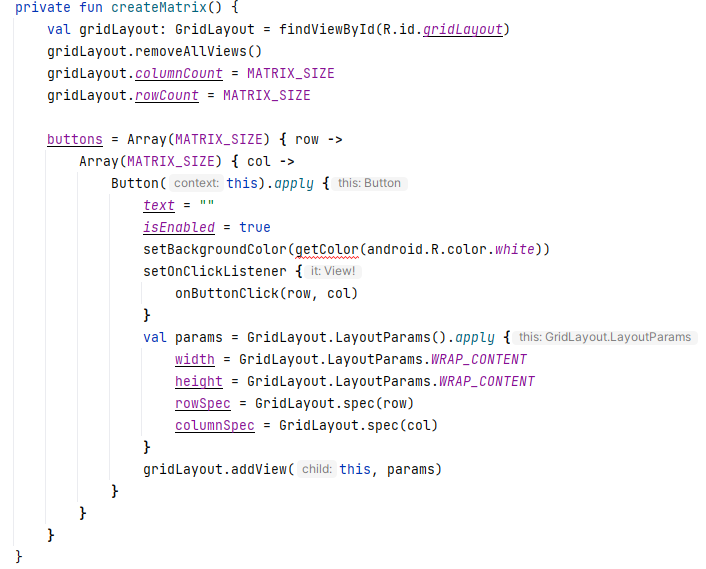 private fun createMatrix() {
    val gridLayout: GridLayout = findViewById(R.id.gridLayout)
    gridLayout.removeAllViews()
    gridLayout.columnCount = MATRIX_SIZE
    gridLayout.rowCount = MATRIX_SIZE

    buttons = Array(MATRIX_SIZE) { row ->
        Array(MATRIX_SIZE) { col ->
            Button( context: this).apply { this: Button
                text = ""
                isEnabled = true
                setBackgroundColor(getColor(android.R.color.white))
                setOnClickListener { it: View!
                    onButtonClick(row, col)
                }
                val params = GridLayout.LayoutParams().apply { this: GridLayout.LayoutParams
                    width = GridLayout.LayoutParams.WRAP_CONTENT
                    height = GridLayout.LayoutParams.WRAP_CONTENT
                    rowSpec = GridLayout.spec(row)
                    columnSpec = GridLayout.spec(col)
                }
                gridLayout.addView( child: this, params)
            }
        }
    }
}